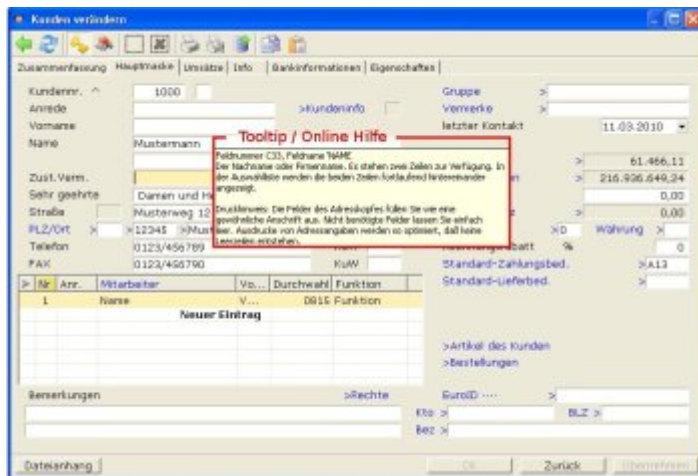 Kunden verändern
Zusammenfassung Hauptmaske Umsätze Info Bankinformationen Eigenschaften
Kundennr. ^ 1000 Gruppe >
Anrede >Kundeninfo Vermerke >
Vorname letzter Kontakt 11.03.2010
Tooltip / Online Hilfe
Name Mustermann
Feldnummer C33, Feldname 'NAME
Der Nachname oder Firmenname. Es stehen zwei Zeilen zur Verfügung. In
der Auswahlliste werden die beiden Zeilen fortlaufend hintereinander
angezeigt.
Druckhinweis: Die Felder des Adresskopfes füllen Sie wie eine
gewöhnliche Anschrift aus. Nicht benötigte Felder lassen Sie einfach
leer. Ausdrucke von Adressangaben werden so optimiert, daß keine
Leerzeilen entstehen.
> 61.466,11
Zust.Verm. > 216.936.649,24
Sehr geehrte Damen und 0,00
Straße Musterweg 12 > 0,00
PLZ/Ort > >12345 >Mus >D Währung >
Telefon 0123/456789 % 0
FAX 0123/456790 KuW Standard-Zahlungsbed. >A13
> Nr Anr. Mitarbeiter Vo... Durchwahl Funktion Standard-Lieferbed. >
1 Name V... 0815 Funktion
Neuer Eintrag
>Artikel des Kunden
>Bestellungen
Bemerkungen >Rechte EuroID ---- >
Kto > BLZ >
Bez >
Dateianhang Ok Zurück Übernehmen